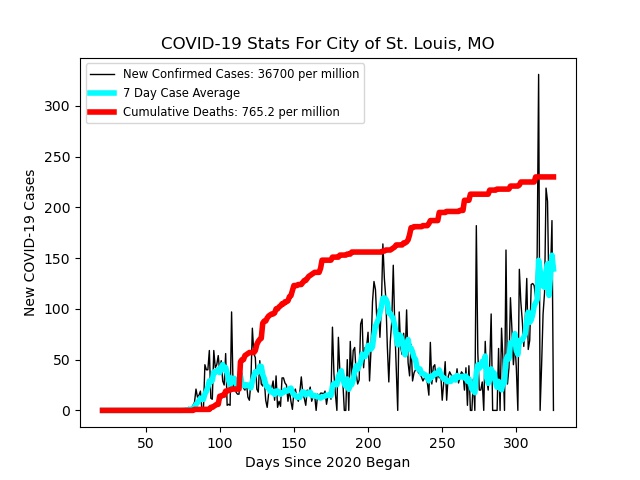 COVID-19 Stats For City of St. Louis, MO
New Confirmed Cases: 36700 per million
7 Day Case Average
Cumulative Deaths: 765.2 per million
New COVID-19 Cases
300
250
200
150
100
50
0
50 100 150 200 250 300
Days Since 2020 Began